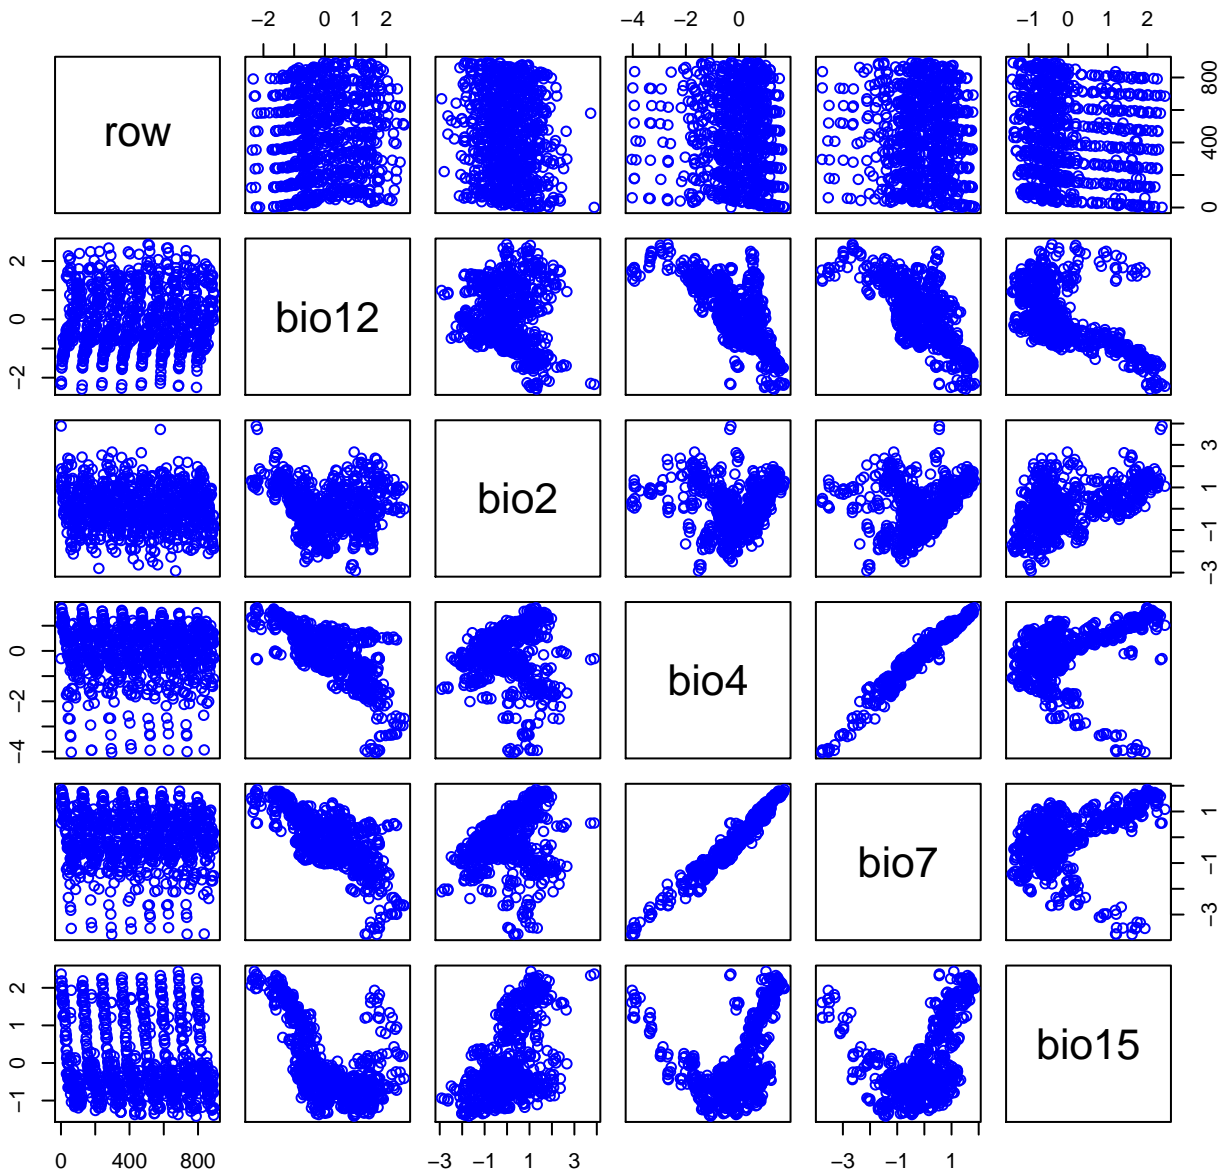 −2 0 1 2 −4 −2 0 −1 0 1 2
row 0 400 800
−2 0 2 bio12
bio2 −3 −1 1 3
−4 −2 0 bio4
bio7 −3 −1 1
−1 0 1 2 bio15
0 400 800 −3 −1 1 3 −3 −1 1